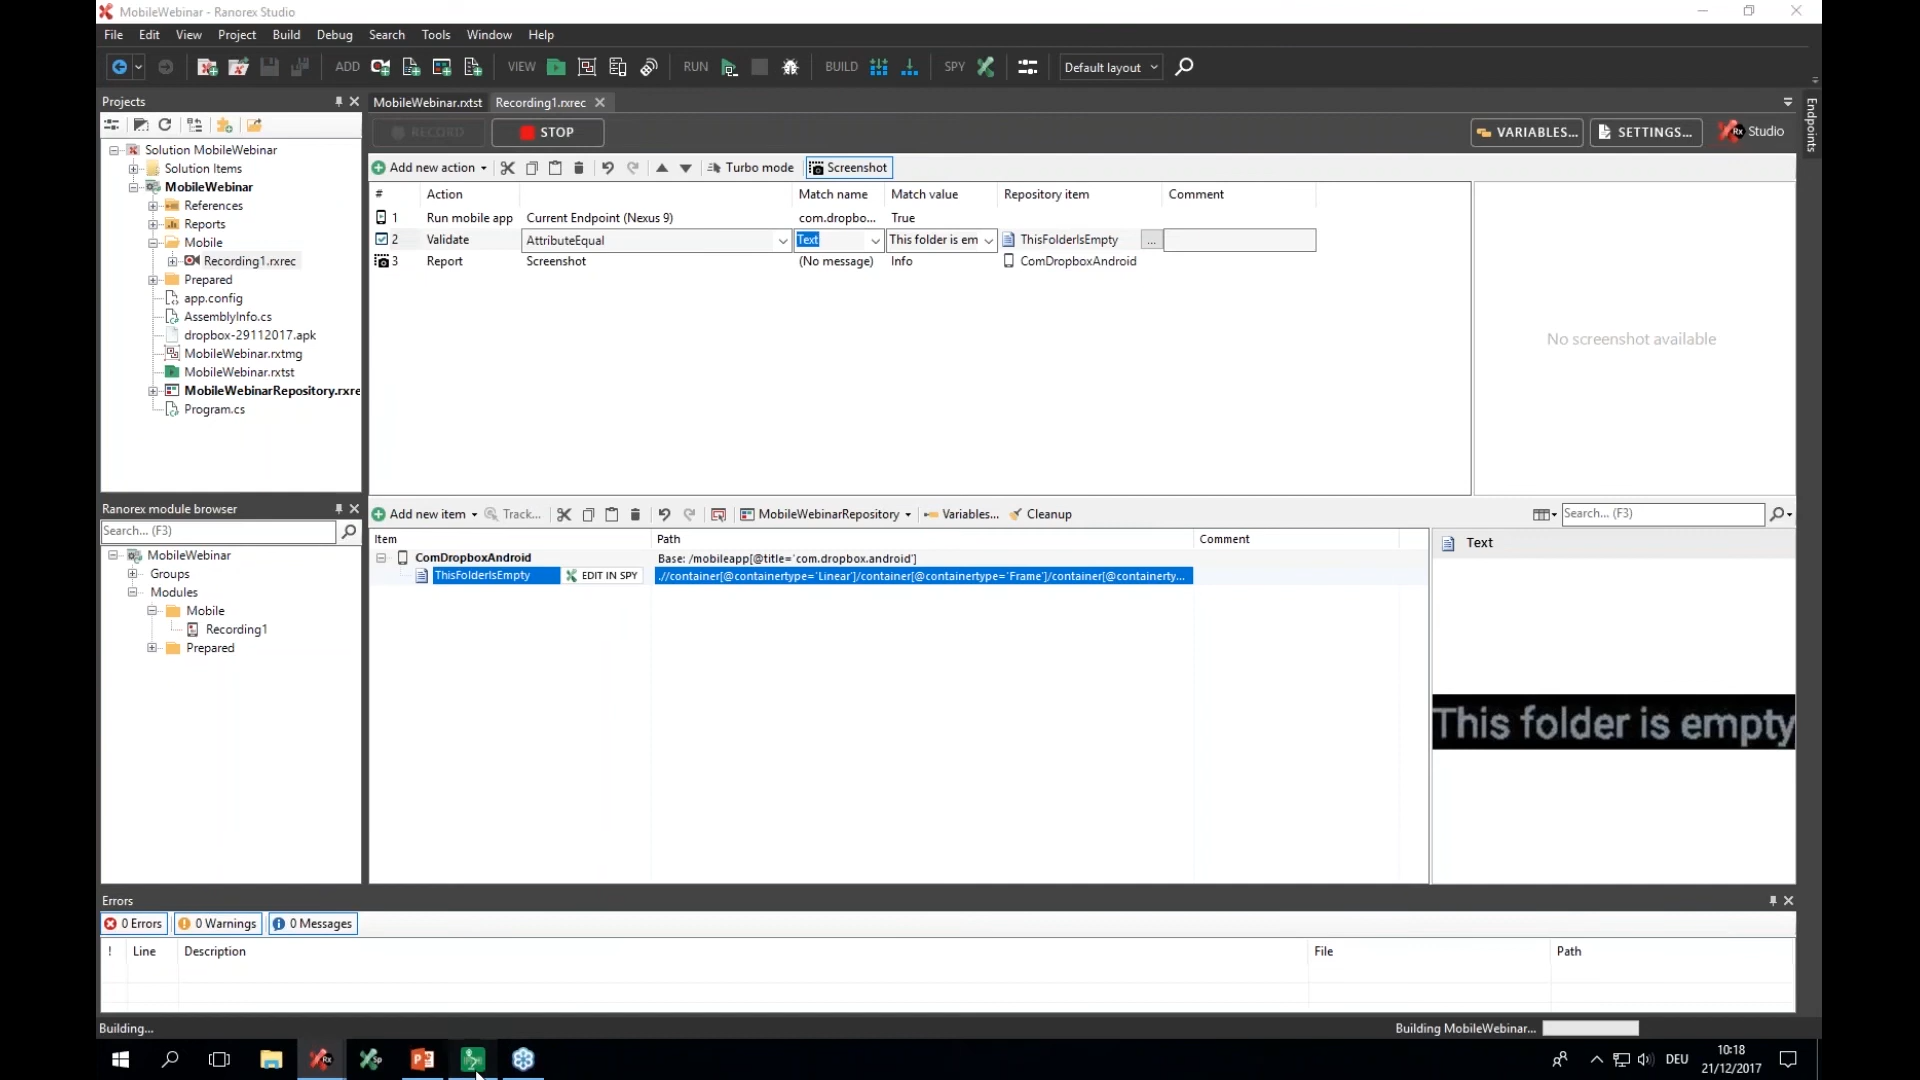 MobileWebinar - Ranorex Studio
File Edit View Project Build Debug Search Tools Window Help
ADD VIEW RUN BUILD SPY Default layout
Projects
MobileWebinar.rxtst Recording1.rxrec
RECORD STOP VARIABLES... SETTINGS... Rx Studio
Add new action Turbo mode Screenshot
# Action Match name Match value Repository item Comment
1 Run mobile app Current Endpoint (Nexus 9) com.dropbo... True
2 Validate AttributeEqual Text This folder is em ThisFolderIsEmpty ...
3 Report Screenshot (No message) Info ComDropboxAndroid
No screenshot available
Endpoints
Solution MobileWebinar
Solution Items
MobileWebinar
References
Reports
Mobile
Recording1.rxrec
Prepared
app.config
AssemblyInfo.cs
dropbox-29112017.apk
MobileWebinar.rxtmg
MobileWebinar.rxtst
MobileWebinarRepository.rxre
Program.cs
Ranorex module browser
Search... (F3)
MobileWebinar
Groups
Modules
Mobile
Recording1
Prepared
Add new item Track... MobileWebinarRepository Variables... Cleanup Search... (F3)
Item Path Comment
ComDropboxAndroid Base: /mobileapp[@title='com.dropbox.android']
ThisFolderIsEmpty EDIT IN SPY .//container[@containertype='Linear']/container[@containertype='Frame']/container[@containerty...
Text
This folder is empty
Errors
0 Errors 0 Warnings 0 Messages
! Line Description File Path
Building... Building MobileWebinar...
DEU 10:18
21/12/2017